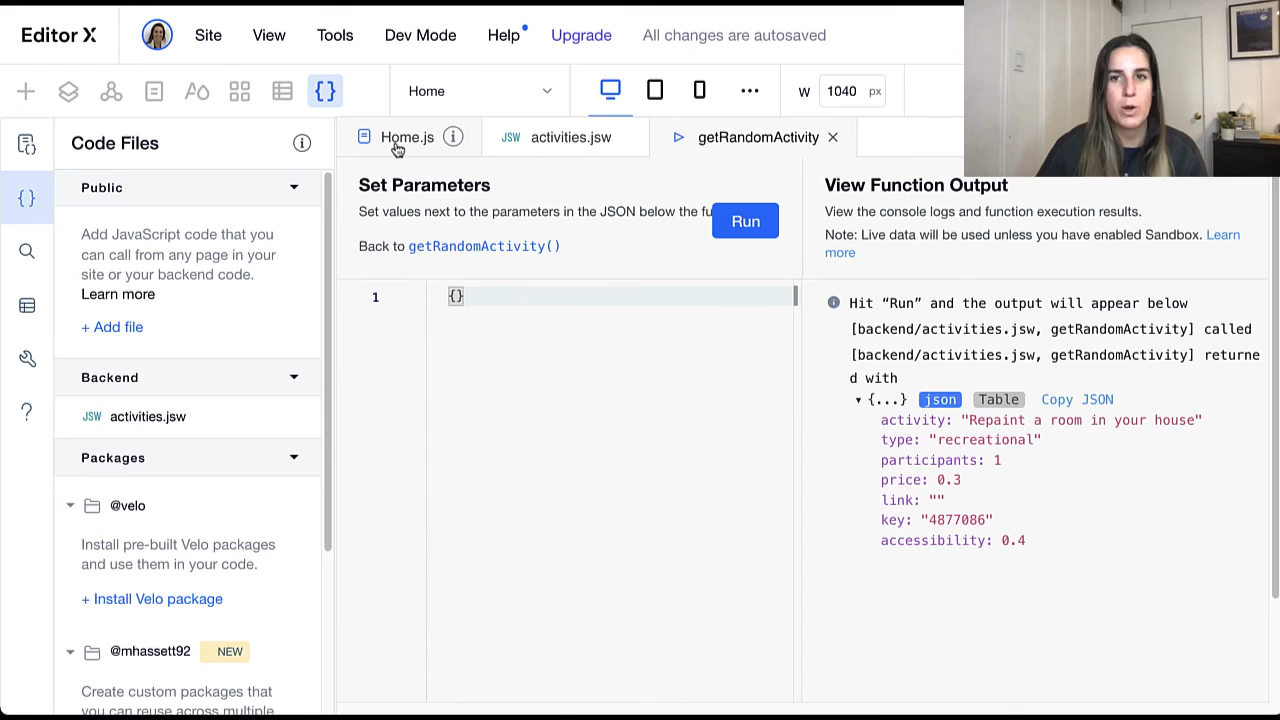 Editor X
Site
View
Tools
Dev Mode
Help
Upgrade
All changes are autosaved
Home
W
1040 px
Code Files
Public
Add JavaScript code that you
can call from any page in your
site or your backend code.
Learn more
+ Add file
Backend
JSW activities.jsw
Packages
@velo
Install pre-built Velo packages
and use them in your code.
+ Install Velo package
@mhassett92 NEW
Create custom packages that
you can reuse across multiple
Home.js
JSW activities.jsw
getRandomActivity
Set Parameters
Set values next to the parameters in the JSON below the fu
Back to getRandomActivity()
Run
1 {}
View Function Output
View the console logs and function execution results.
Note: Live data will be used unless you have enabled Sandbox. Learn
more
Hit “Run” and the output will appear below
[backend/activities.jsw, getRandomActivity] called
[backend/activities.jsw, getRandomActivity] returne
d with
{...} json Table Copy JSON
activity: "Repaint a room in your house"
type: "recreational"
participants: 1
price: 0.3
link: ""
key: "4877086"
accessibility: 0.4